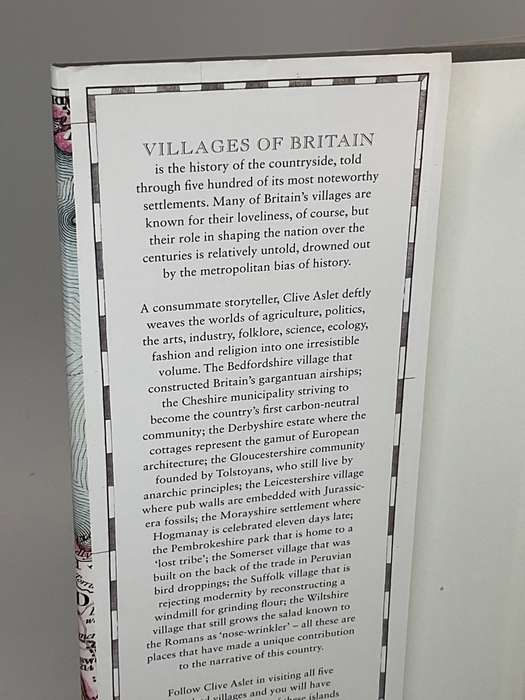 VILLAGES OF BRITAIN
is the history of the countryside, told
through five hundred of its most noteworthy
settlements. Many of Britain's villages are
known for their loveliness, of course, but
their role in shaping the nation over the
centuries is relatively untold, drowned out
by the metropolitan bias of history.
A consummate storyteller, Clive Aslet deftly
weaves the worlds of agriculture, politics,
the arts, industry, folklore, science, ecology,
fashion and religion into one irresistible
volume. The Bedfordshire village that
constructed Britain's gargantuan airships;
the Cheshire municipality striving to
become the country's first carbon-neutral
community; the Derbyshire estate where the
cottages represent the gamut of European
architecture; the Gloucestershire community
founded by Tolstoyans, who still live by
anarchic principles; the Leicestershire village
where pub walls are embedded with Jurassic-
era fossils; the Morayshire settlement where
Hogmanay is celebrated eleven days late;
the Pembrokeshire park that is home to a
'lost tribe'; the Somerset village that was
built on the back of the trade in Peruvian
bird droppings; the Suffolk village that is
rejecting modernity by reconstructing a
windmill for grinding flour; the Wiltshire
village that still grows the salad known to
the Romans as 'nose-wrinkler' – all these are
places that have made a unique contribution
to the narrative of this country.
Follow Clive Aslet in visiting all five
villages and you will have
these islands